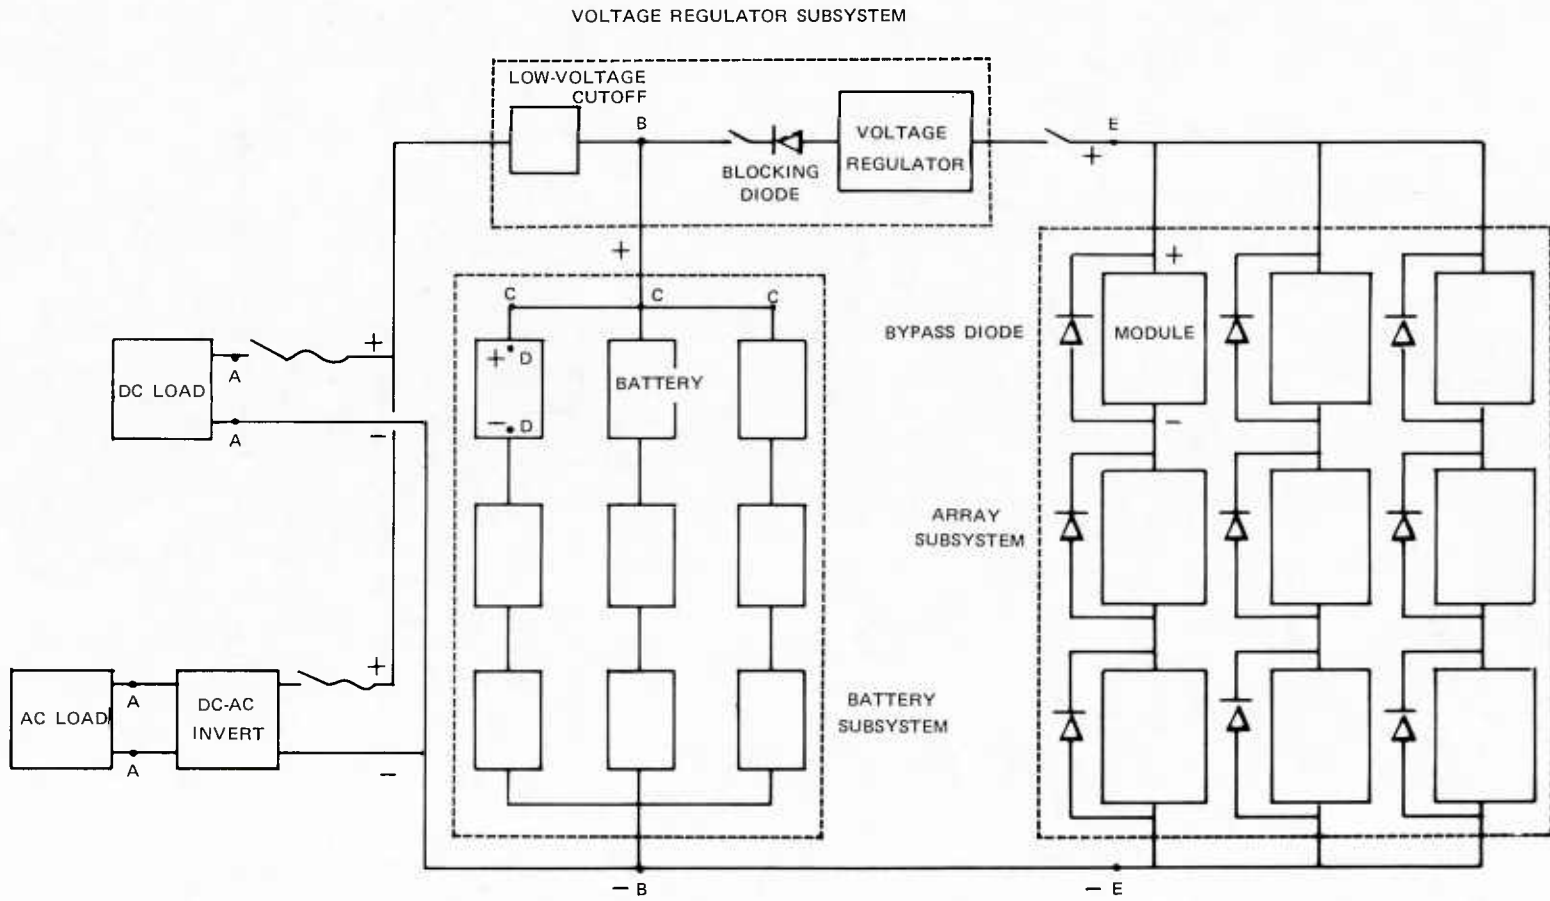 VOLTAGE REGULATOR SUBSYSTEM
LOW-VOLTAGE
CUTOFF
B
BLOCKING
DIODE
VOLTAGE
REGULATOR
E
+
+
C
C
C
+
D
- D
BATTERY
BYPASS DIODE
+
MODULE
-
DC LOAD
A
+
A
-
ARRAY
SUBSYSTEM
BATTERY
SUBSYSTEM
AC LOAD
A
A
DC-AC
INVERT
+
-
- B
- E